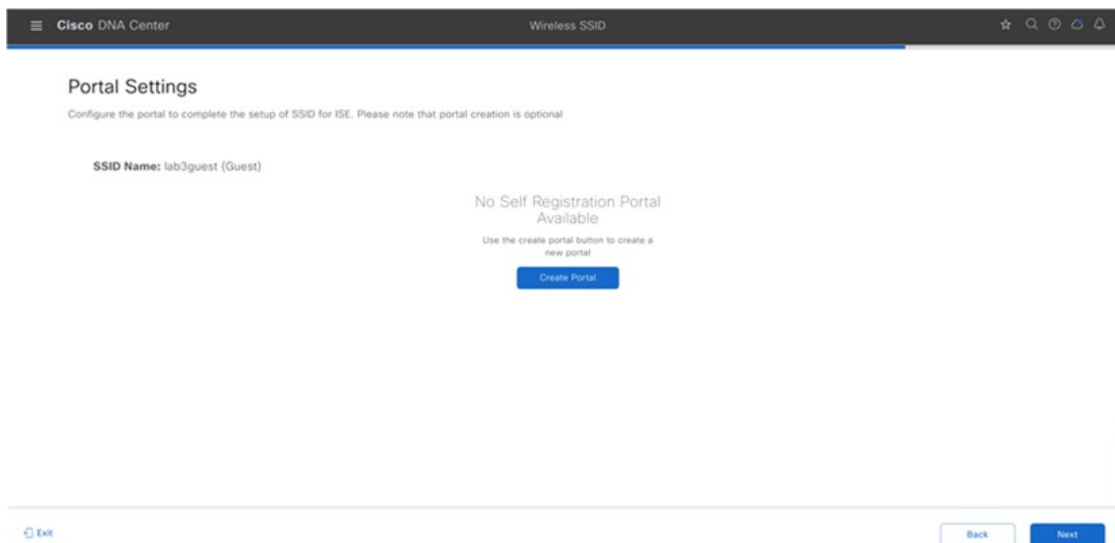 Cisco DNA Center
Wireless SSID
Portal Settings
Configure the portal to complete the setup of SSID for ISE. Please note that portal creation is optional
SSID Name: lab3guest (Guest)
No Self Registration Portal
Available
Use the create portal button to create a
new portal
Create Portal
Exit
Back
Next